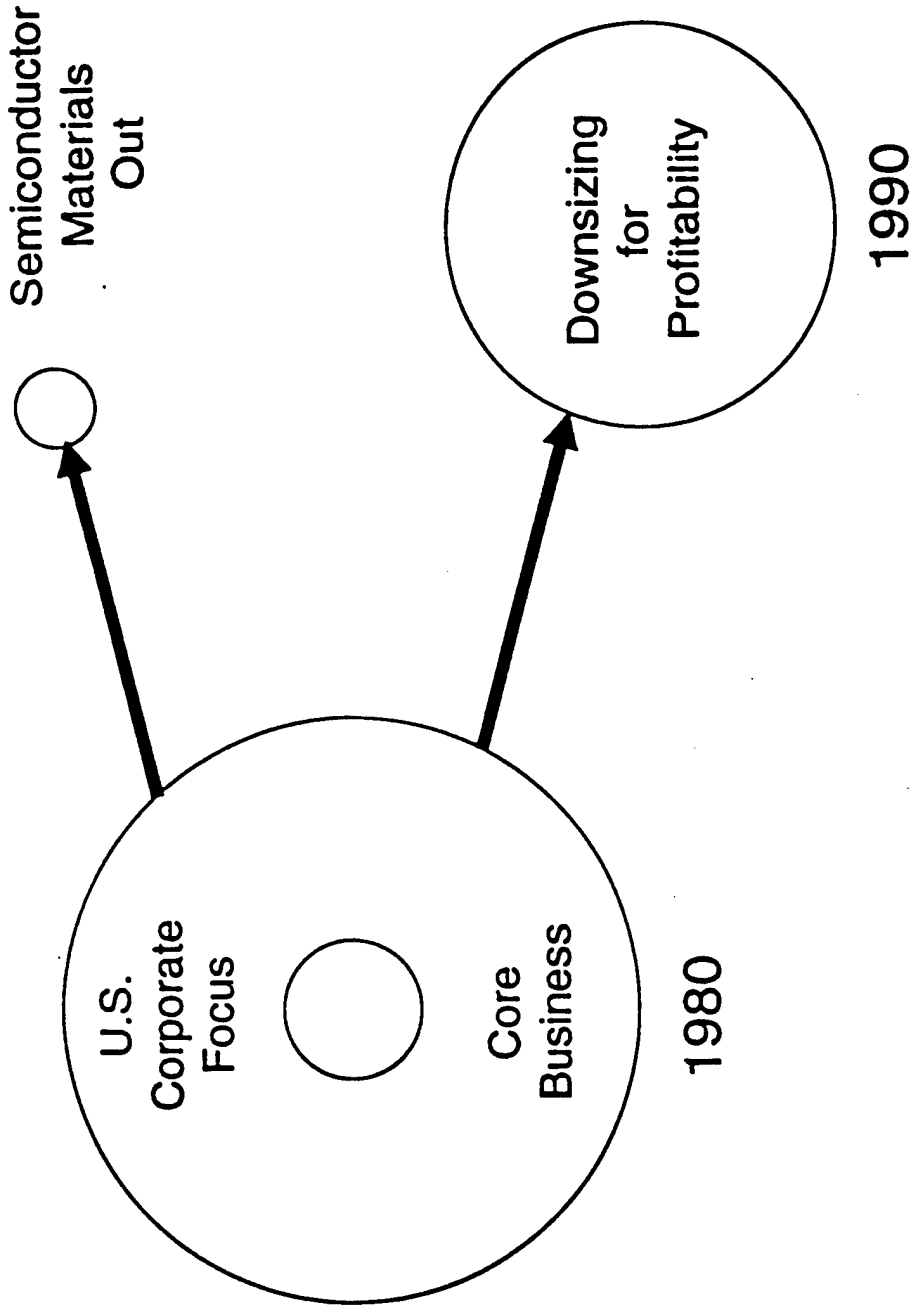 U.S.
Corporate
Focus
Core
Business
1980
Semiconductor
Materials
Out
Downsizing
for
Profitability
1990